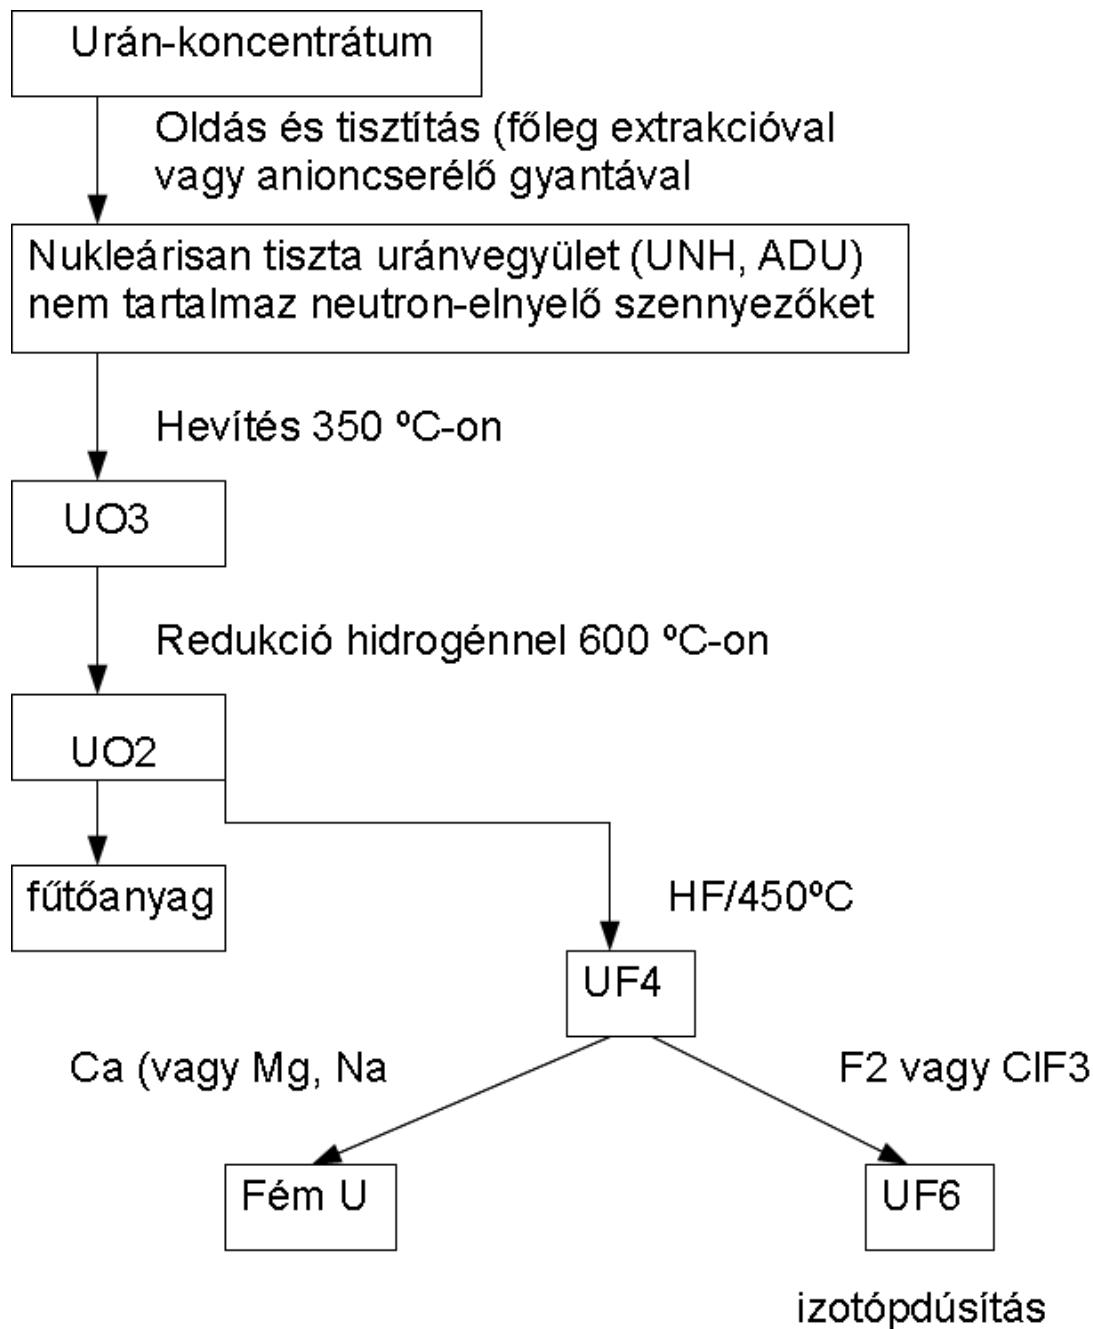 Urán-koncentrátum
Oldás és tisztítás (főleg extrakcióval
vagy anioncserélő gyantával
Nukleárisan tiszta uránvegyület (UNH, ADU)
nem tartalmaz neutron-elnyelő szennyezőket
Hevítés 350 ºC-on
UO3
Redukció hidrogénnel 600 ºC-on
UO2
fűtőanyag
HF/450ºC
UF4
Ca (vagy Mg, Na
F2 vagy ClF3
Fém U
UF6
izotópdúsítás